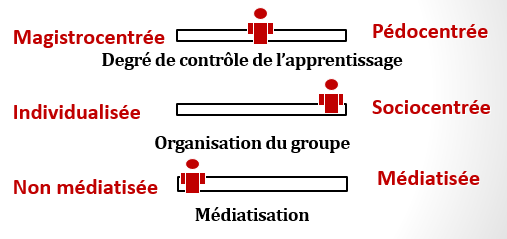 Magistrocentrée
Pédocentrée
Degré de contrôle de l'apprentissage
Individualisée
Sociocentrée
Organisation du groupe
Non médiatisée
Médiatisée
Médiatisation